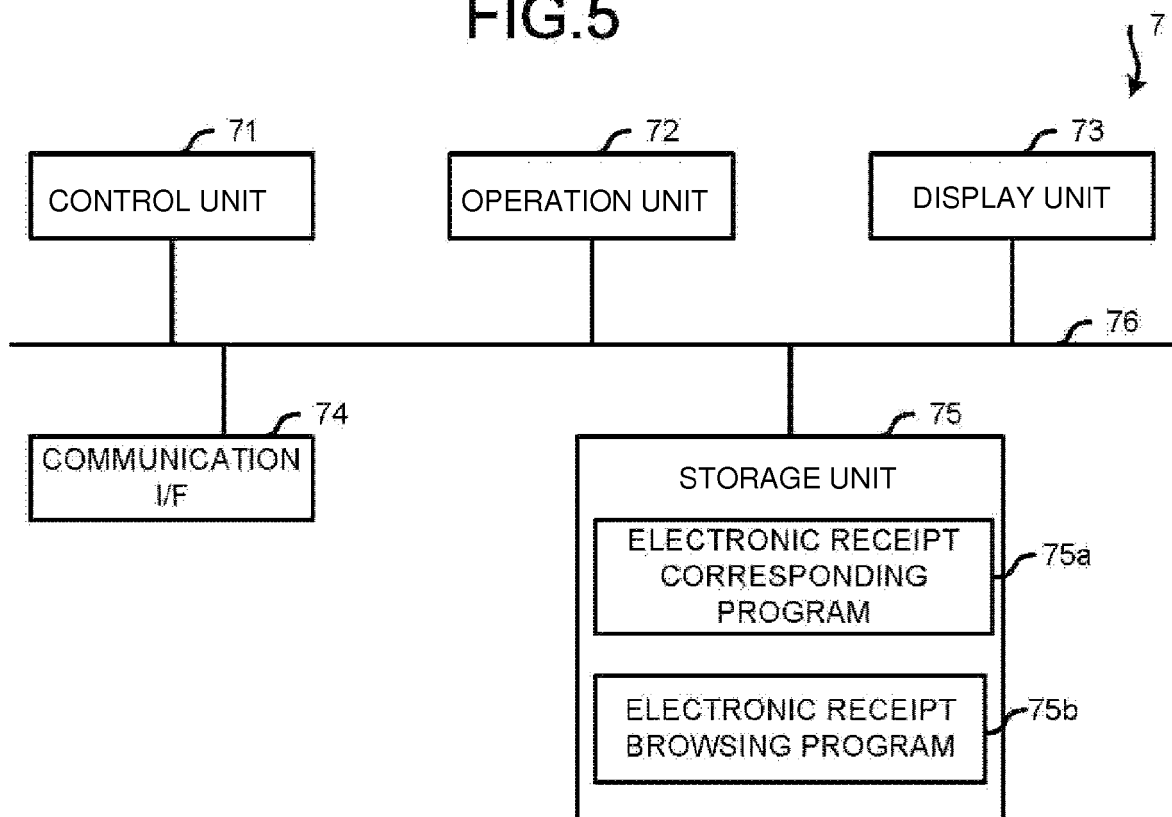 FIG.5
7
71
72
73
CONTROL UNIT
OPERATION UNIT
DISPLAY UNIT
76
74
75
COMMUNICATION
I/F
STORAGE UNIT
ELECTRONIC RECEIPT
CORRESPONDING
PROGRAM
75a
ELECTRONIC RECEIPT
BROWSING PROGRAM
75b